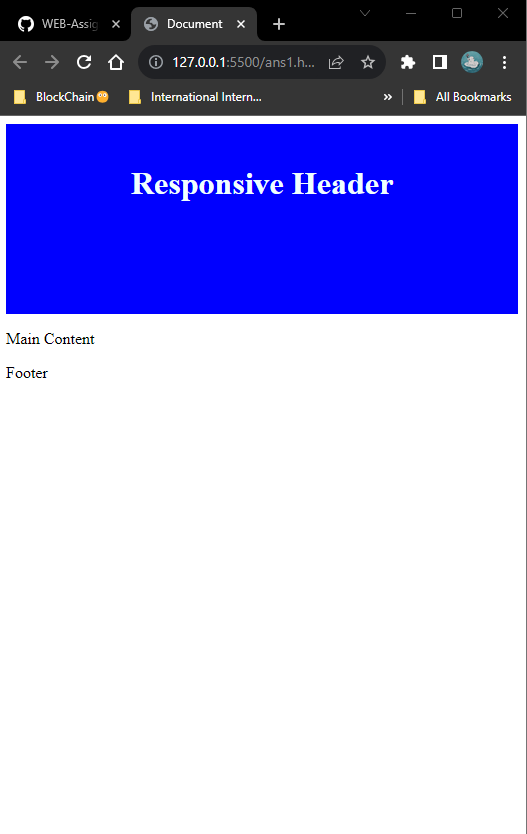 WEB-Assig
Document
127.0.0.1:5500/ans1.h...
BlockChain
International Intern...
»
All Bookmarks
Responsive Header
Main Content
Footer